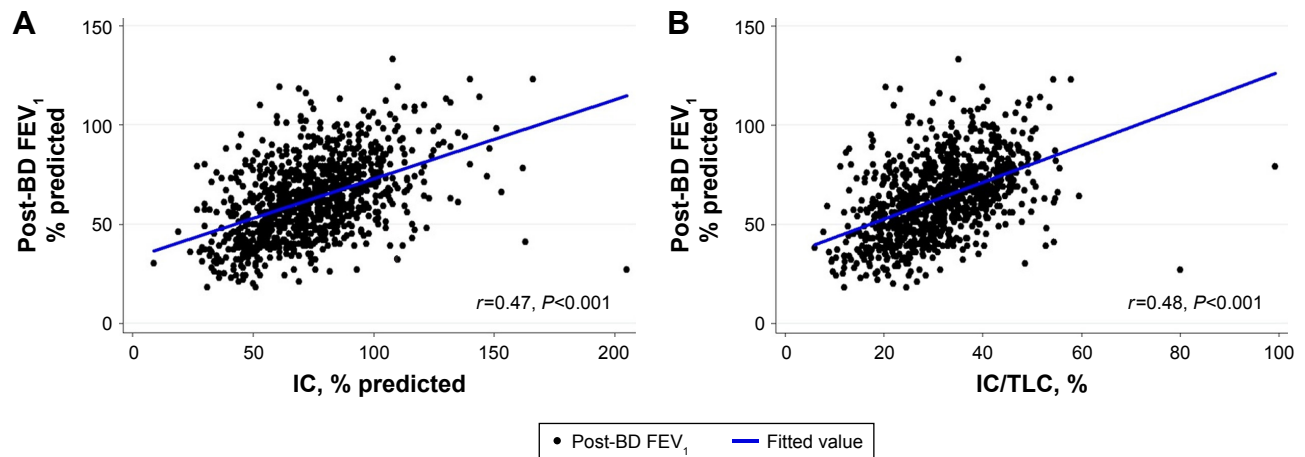 A
Post-BD FEV1
% predicted
150
100
50
0
r=0.47, P<0.001
0 50 100 150 200
IC, % predicted
B
Post-BD FEV1
% predicted
150
100
50
0
r=0.48, P<0.001
0 20 40 60 80 100
IC/TLC, %
Post-BD FEV1 Fitted value